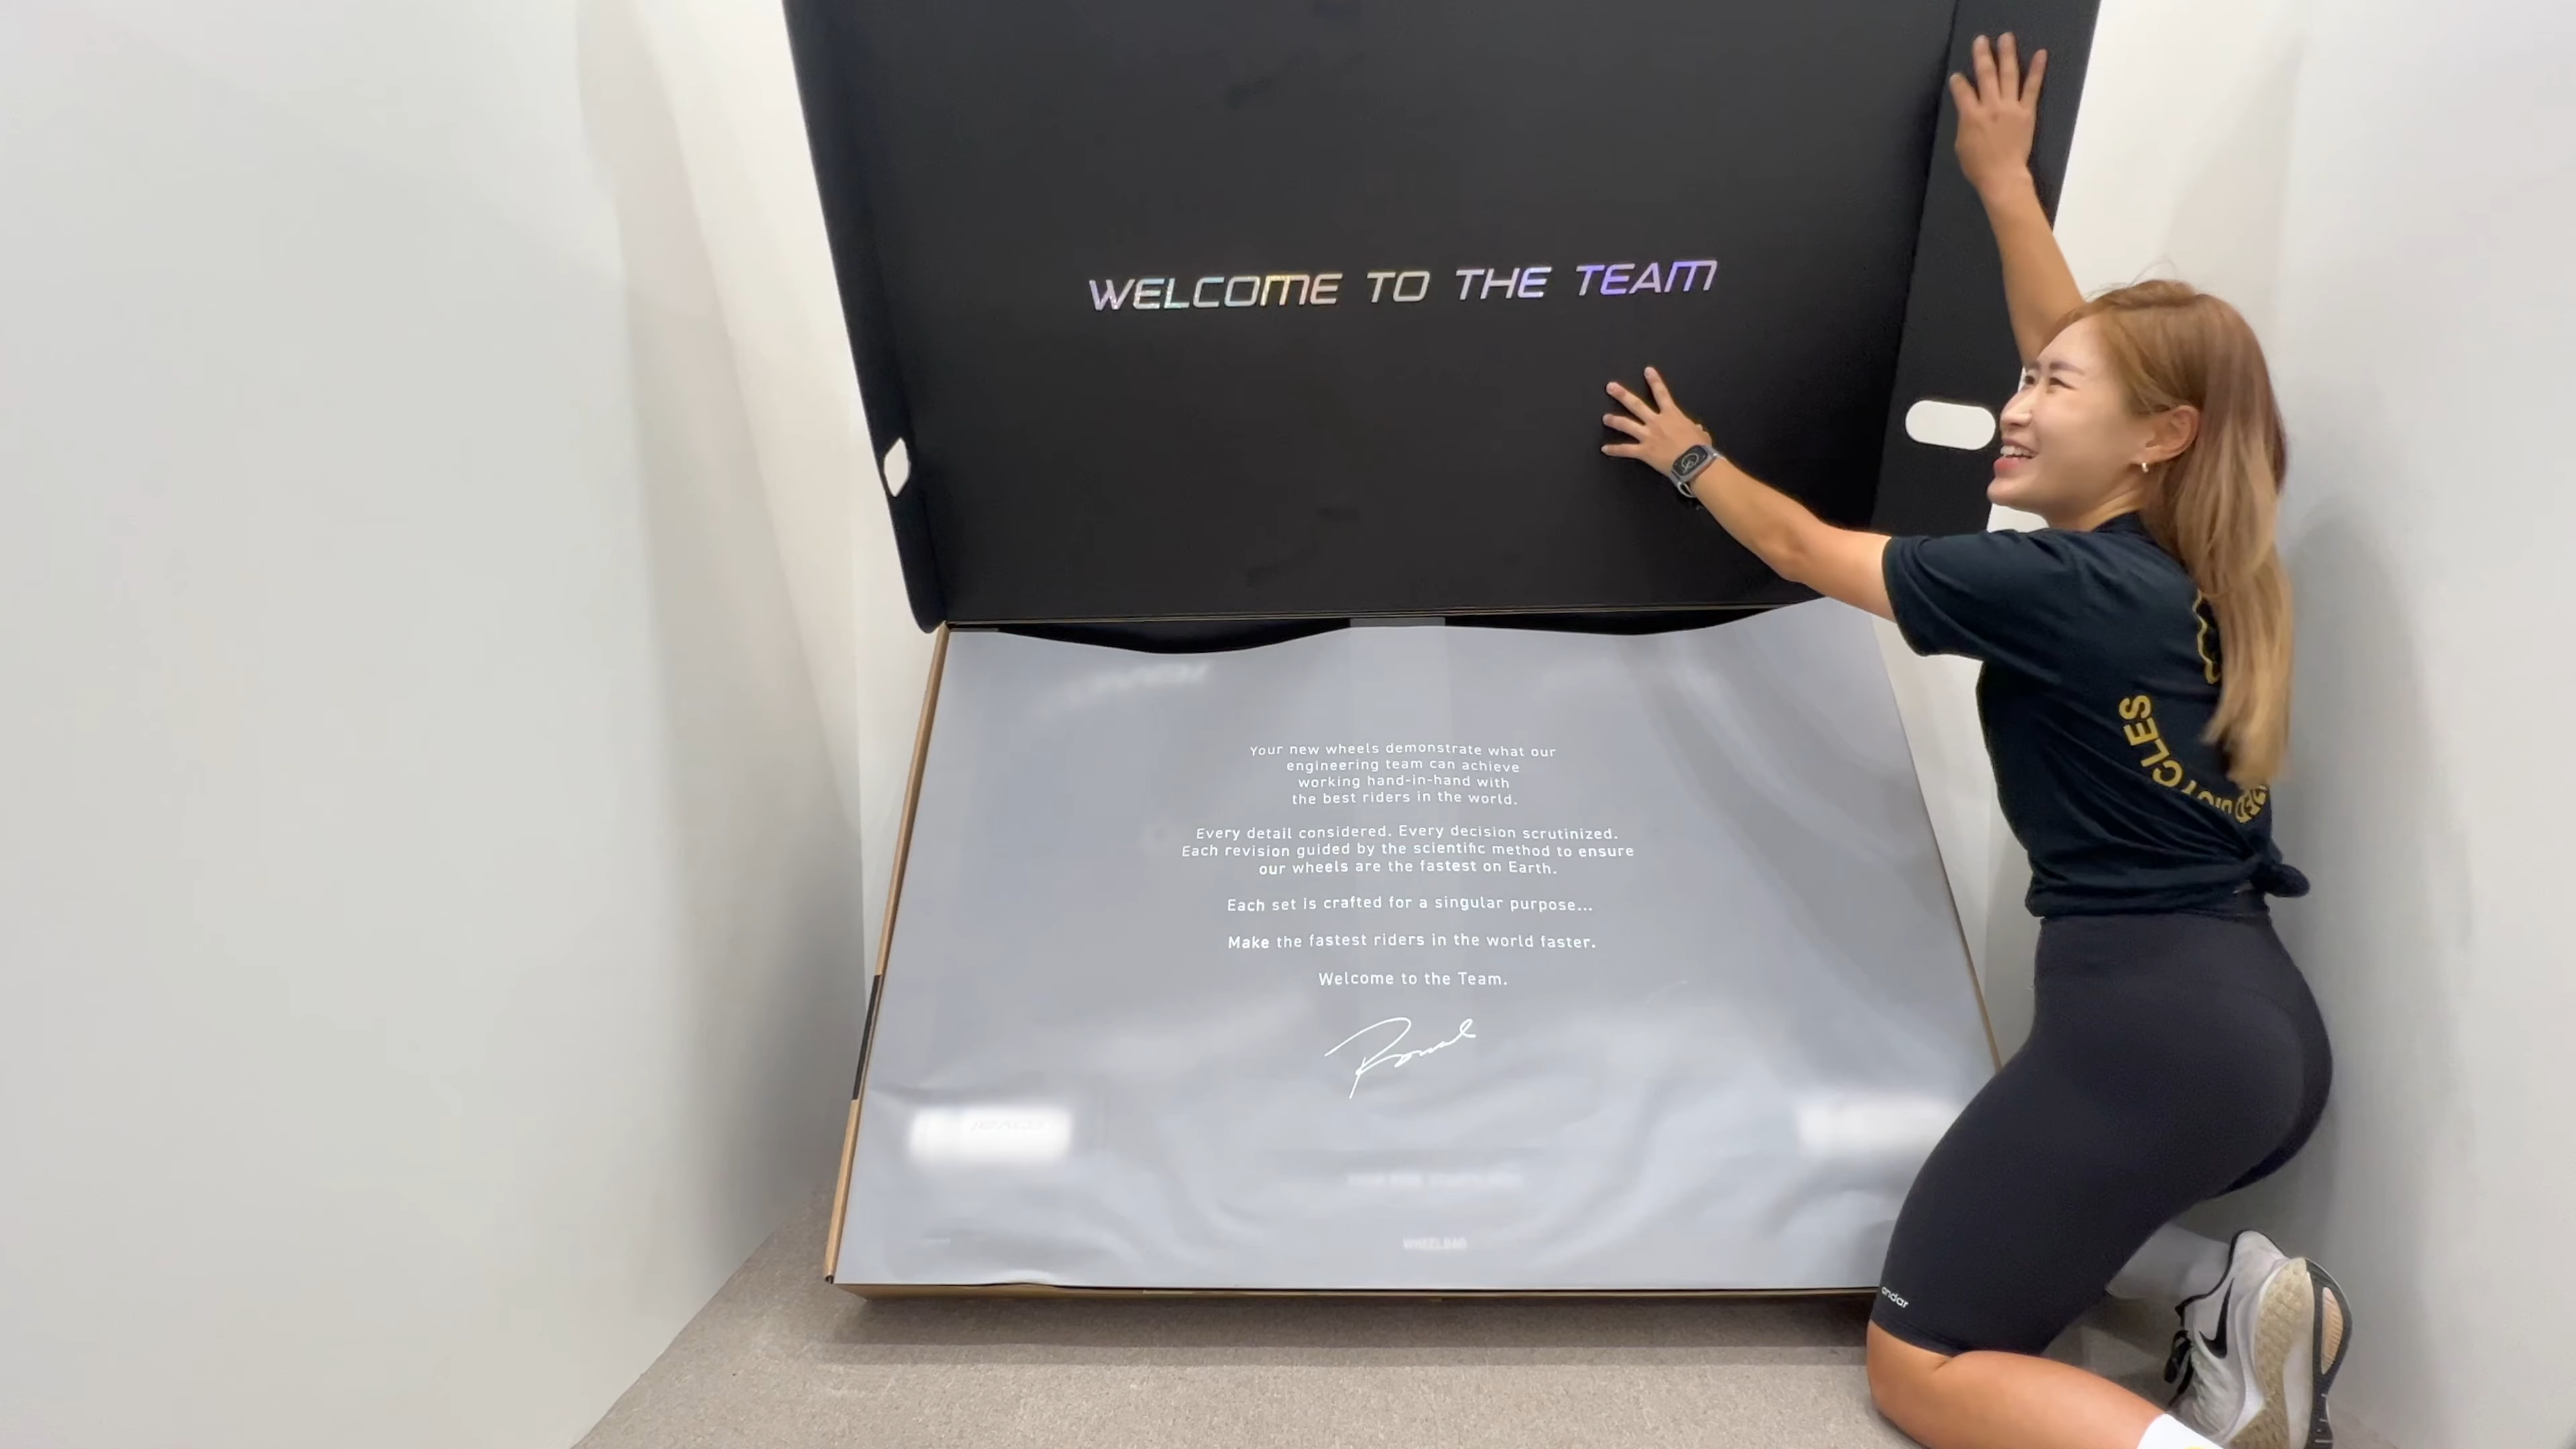 WELCOME TO THE TEAM
Your new wheels demonstrate what our
engineering team can achieve
working hand-in-hand with
the best riders in the world.
Every detail considered. Every decision scrutinized.
Each revision guided by the scientific method to ensure
our wheels are the fastest on Earth.
Each set is crafted for a singular purpose...
Make the fastest riders in the world faster.
Welcome to the Team.
Roval
WHEELBAG
andar